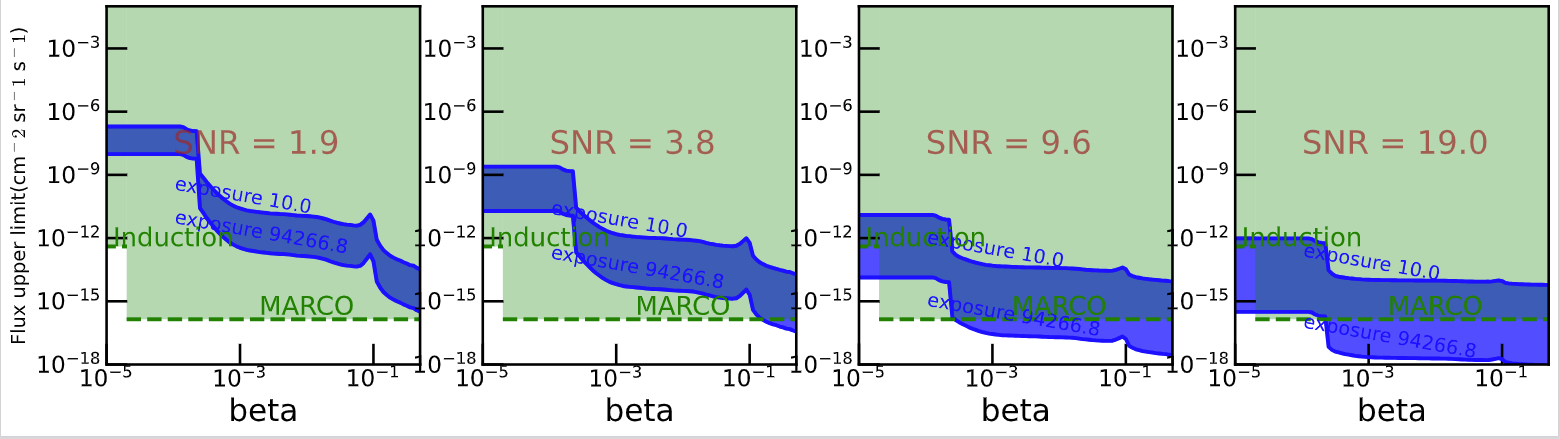 Flux upper limit(cm−2 sr−1 s−1)
10−3
10−6
10−9
10−12
10−15
10−18
SNR = 1.9
exposure 10.0
exposure 94266.8
Induction
MARCO
10−5
10−3
10−1
beta
10−3
10−6
10−9
10−12
10−15
10−18
SNR = 3.8
exposure 10.0
exposure 94266.8
Induction
MARCO
10−5
10−3
10−1
beta
10−3
10−6
10−9
10−12
10−15
10−18
SNR = 9.6
exposure 10.0
exposure 94266.8
Induction
MARCO
10−5
10−3
10−1
beta
10−3
10−6
10−9
10−12
10−15
10−18
SNR = 19.0
exposure 10.0
exposure 94266.8
Induction
MARCO
10−5
10−3
10−1
beta